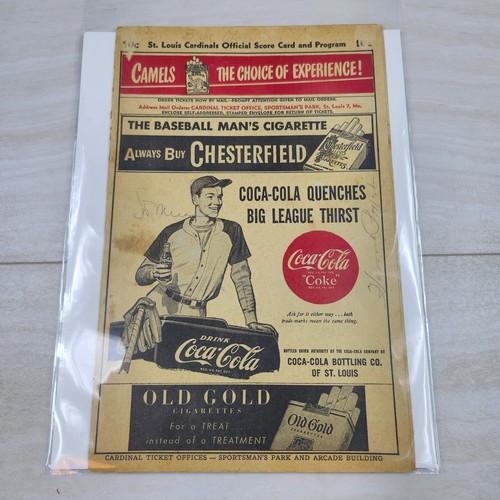 10¢ St. Louis Cardinals Official Score Card and Program 10¢
CAMELS THE CHOICE OF EXPERIENCE!
ORDER TICKETS NOW BY MAIL—PROMPT ATTENTION GIVEN TO MAIL ORDERS.
Address Mail Orders: CARDINAL TICKET OFFICE, SPORTSMAN'S PARK, St. Louis 7, Mo.
ENCLOSE SELF-ADDRESSED, STAMPED ENVELOPE FOR RETURN OF TICKETS.
THE BASEBALL MAN'S CIGARETTE
ALWAYS BUY CHESTERFIELD
Chesterfield
COCA-COLA QUENCHES
BIG LEAGUE THIRST
Coca-Cola
"Coke"
Ask for it either way . . . both
trade-marks mean the same thing.
DRINK
Coca-Cola
BOTTLED UNDER AUTHORITY OF THE COCA-COLA COMPANY BY
COCA-COLA BOTTLING CO.
OF ST. LOUIS
OLD GOLD
CIGARETTES
For a TREAT
instead of a TREATMENT
Old Gold
CIGARETTES
CARDINAL TICKET OFFICES — SPORTSMAN'S PARK AND ARCADE BUILDING